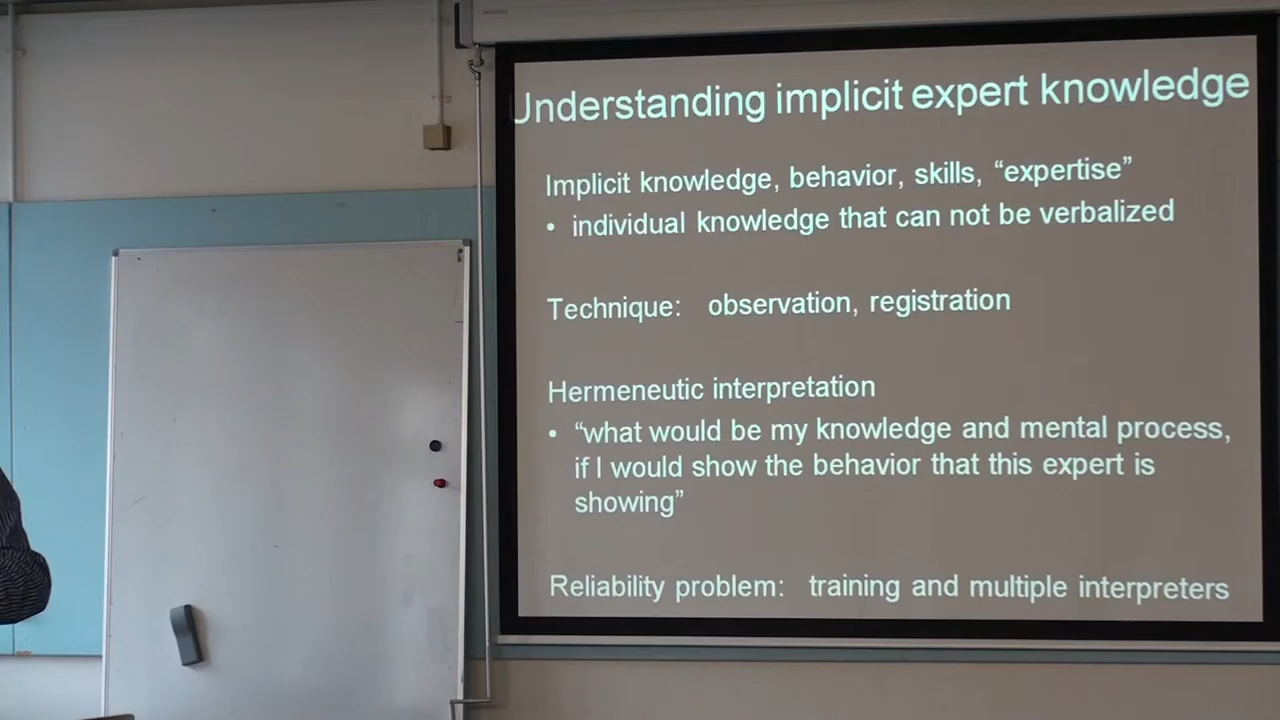 Understanding implicit expert knowledge
Implicit knowledge, behavior, skills, “expertise”
• individual knowledge that can not be verbalized
Technique: observation, registration
Hermeneutic interpretation
• “what would be my knowledge and mental process,
if I would show the behavior that this expert is
showing”
Reliability problem: training and multiple interpreters